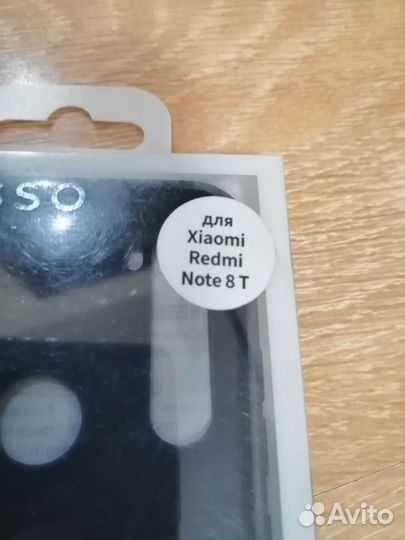 SSO
для
Xiaomi
Redmi
Note 8 T
Avito